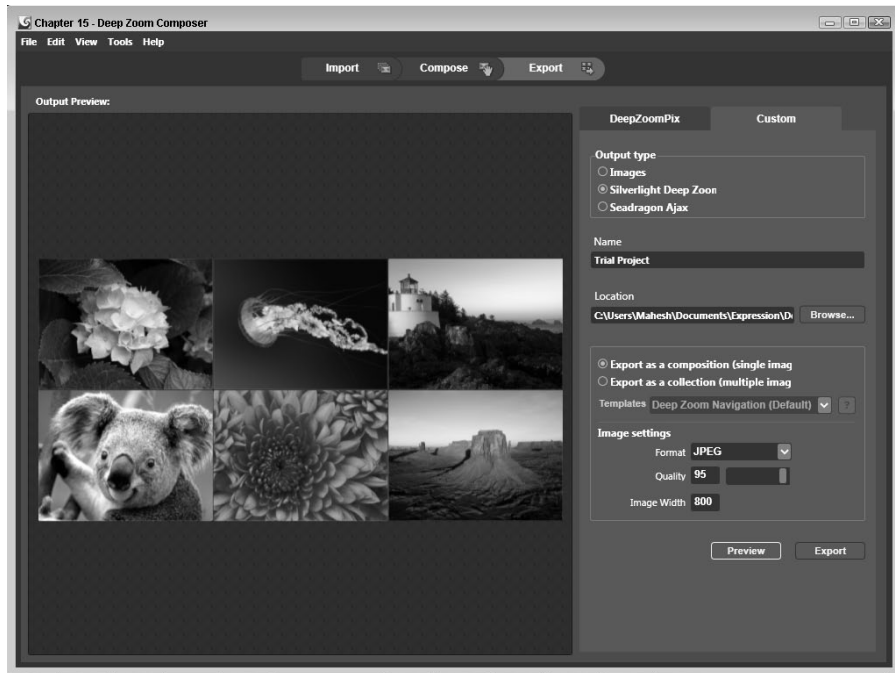 Chapter 15 - Deep Zoom Composer
File Edit View Tools Help
Import Compose Export
Output Preview:
DeepZoomPix Custom
Output type
Images
Silverlight Deep Zoon
Seadragon Ajax
Name
Trial Project
Location
C:\Users\Mahesh\Documents\Expression\De Browse...
Export as a composition (single imag
Export as a collection (multiple imag
Templates Deep Zoom Navigation (Default) ?
Image settings
Format JPEG
Quality 95
Image Width 800
Preview Export